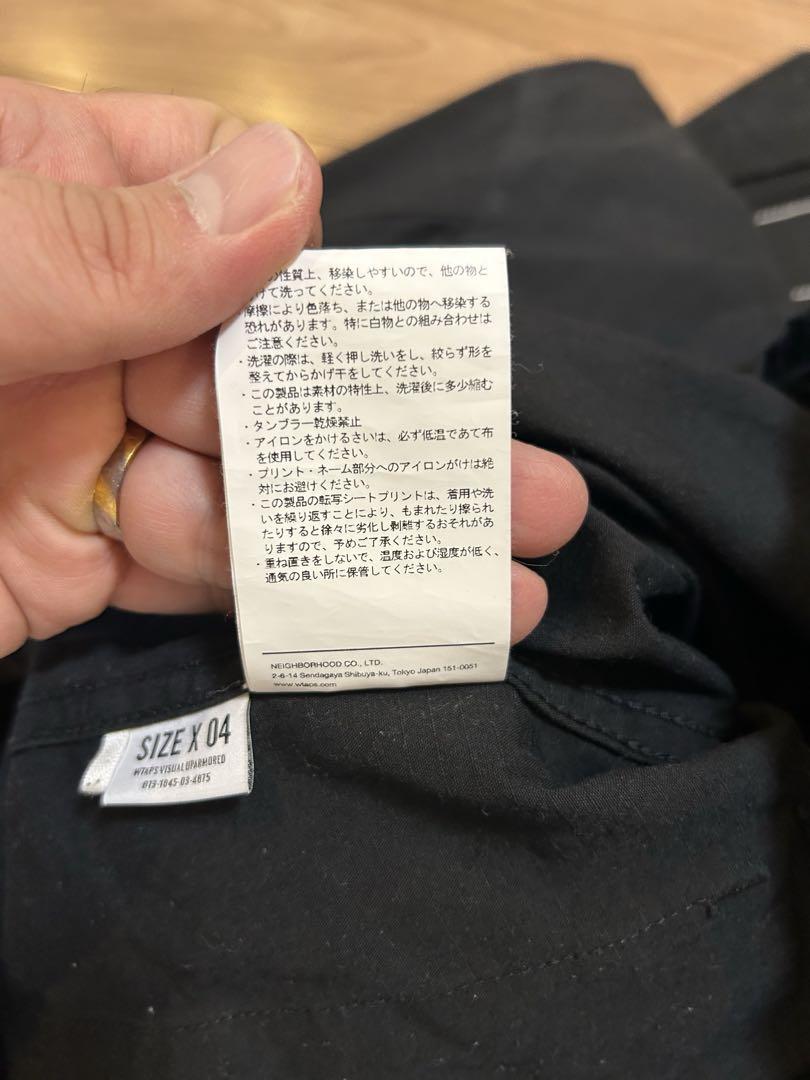 の性質上、移染しやすいので、他の物と
けて洗ってください。
摩擦により色落ち、または他の物へ移染する
恐れがあります。特に白物との組み合わせは
ご注意ください。
・洗濯の際は、軽く押し洗いをし、絞らず形を
整えてからかげ干をしてください。
・この製品は素材の特性上、洗濯後に多少縮む
ことがあります。
・タンブラー乾燥禁止
・アイロンをかけるさいは、必ず低温であて布
を使用してください。
・プリント・ネーム部分へのアイロンがけは絶
対にお避けください。
・この製品の転写シートプリントは、着用や洗
いを繰り返すことにより、もまれたり擦られ
たりすると徐々に劣化し剥離するおそれがあ
りますので、予めご了承ください。
・重ね置きをしないで、温度および湿度が低く、
通気の良い所に保管してください。
NEIGHBORHOOD CO., LTD.
2-6-14 Sendagaya Shibuya-ku, Tokyo Japan 151-0051
www.wtaps.com
SIZE X 04
WTAPS VISUAL UPARMORED